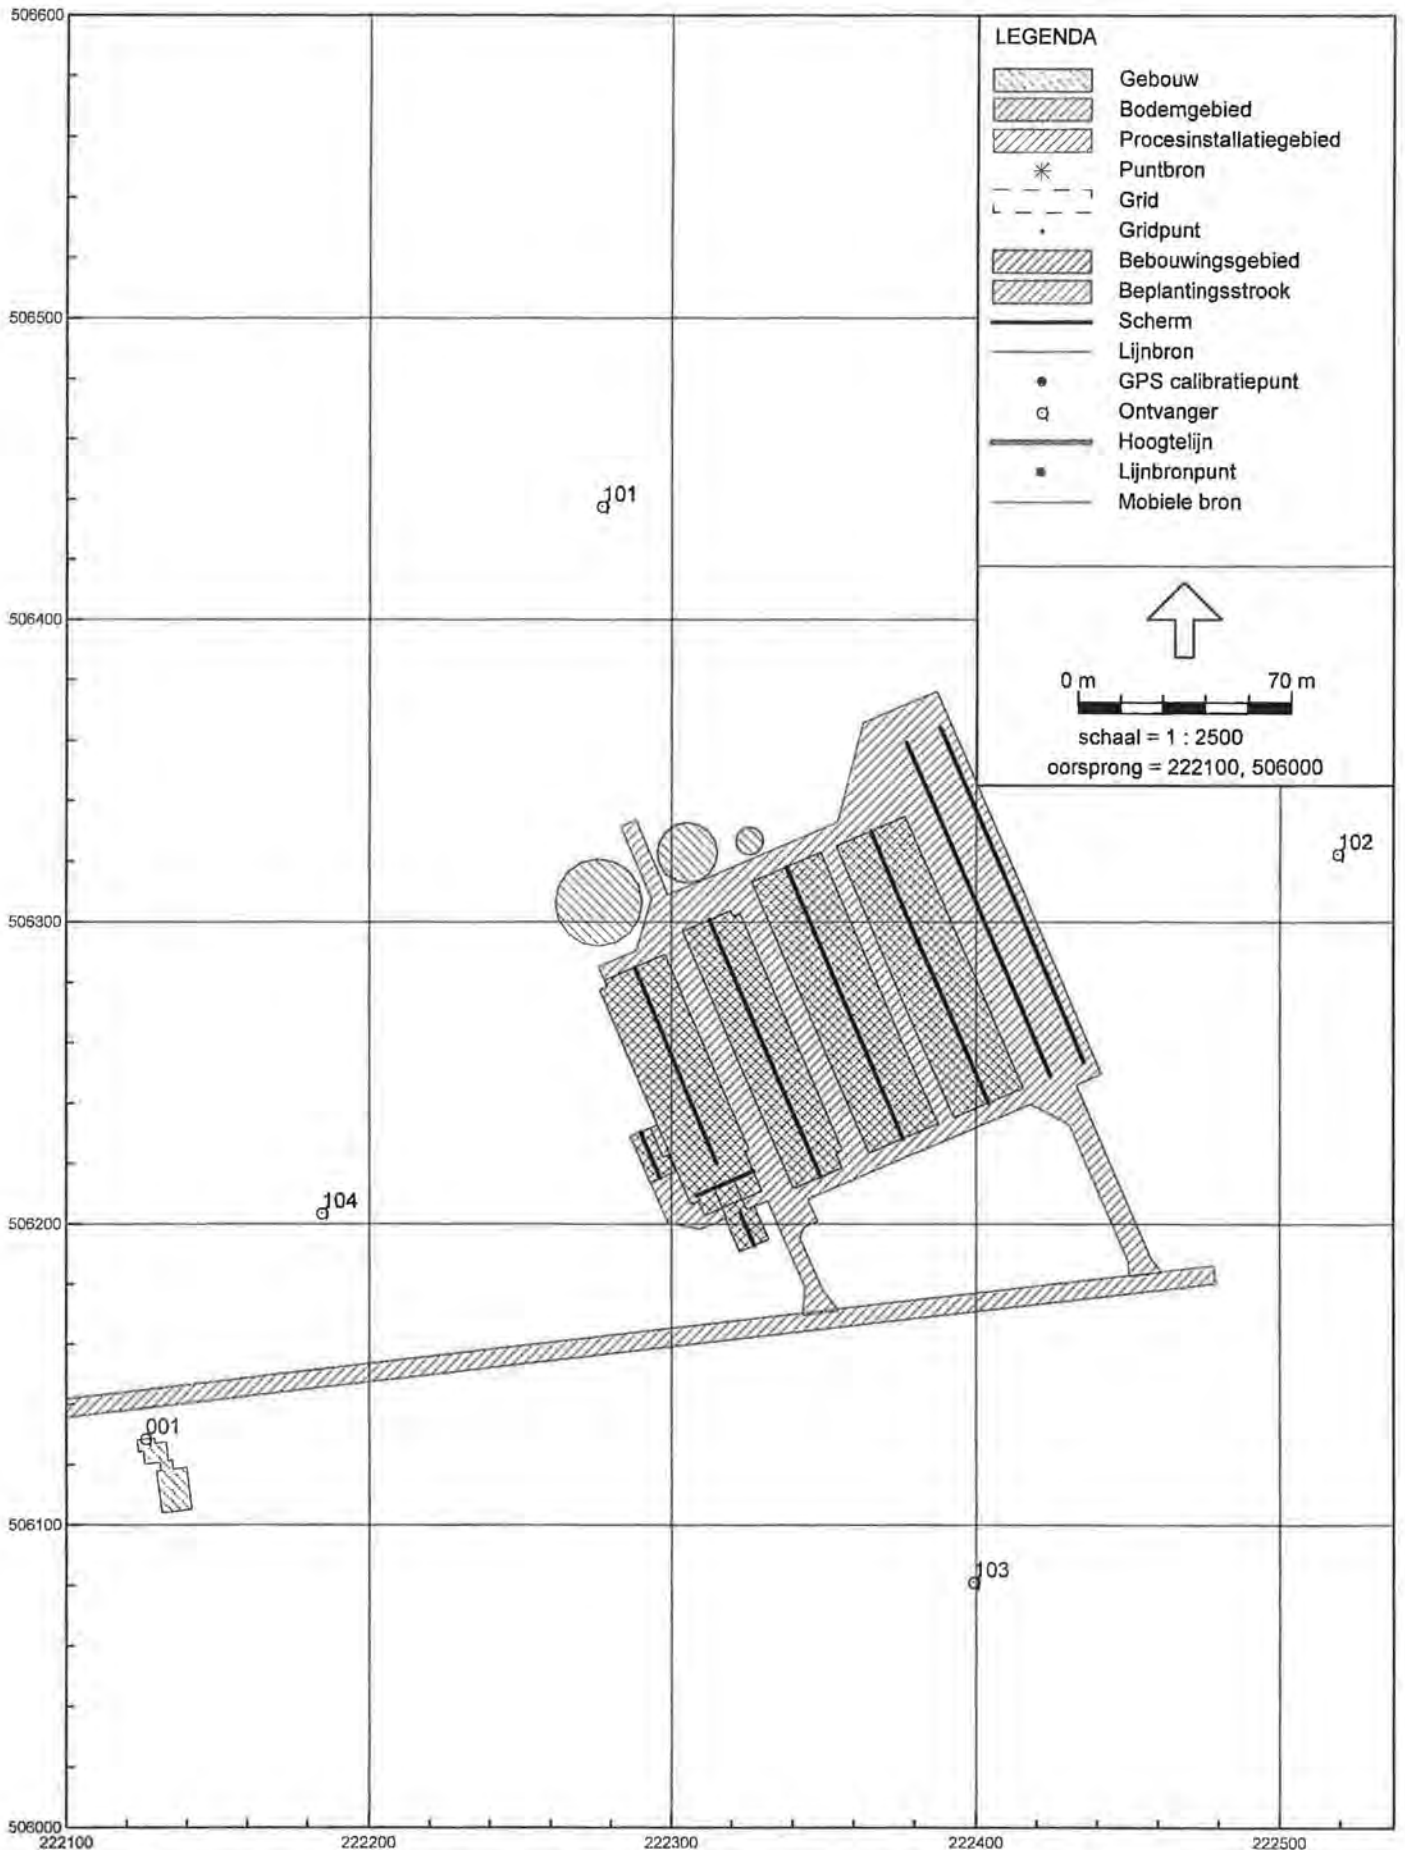 506600
LEGENDA
Gebouw
Bodemgebied
Procesinstallatiegebied
Puntbron
Grid
Gridpunt
Bebouwingsgebied
Beplantingsstrook
506500
Scherm
Lijnbron
GPS calibratiepunt
Ontvanger
Hoogtelijn
Lijnbronpunt
Mobiele bron
101
506400
0 m 70 m
schaal = 1 : 2500
oorsprong = 222100, 506000
102
506300
104
506200
001
506100
103
506000
222100 222200 222300 222400 222500